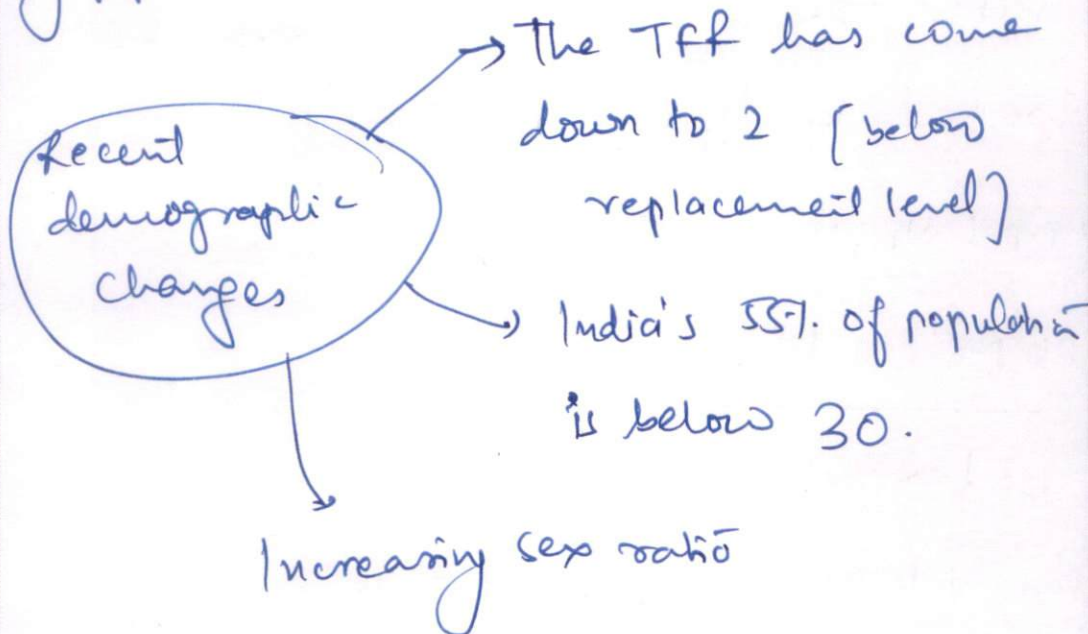 The TFR has come
down to 2 [below
replacement level]
Recent
demographic
changes
India's 55% of population
is below 30.
Increasing sex ratio